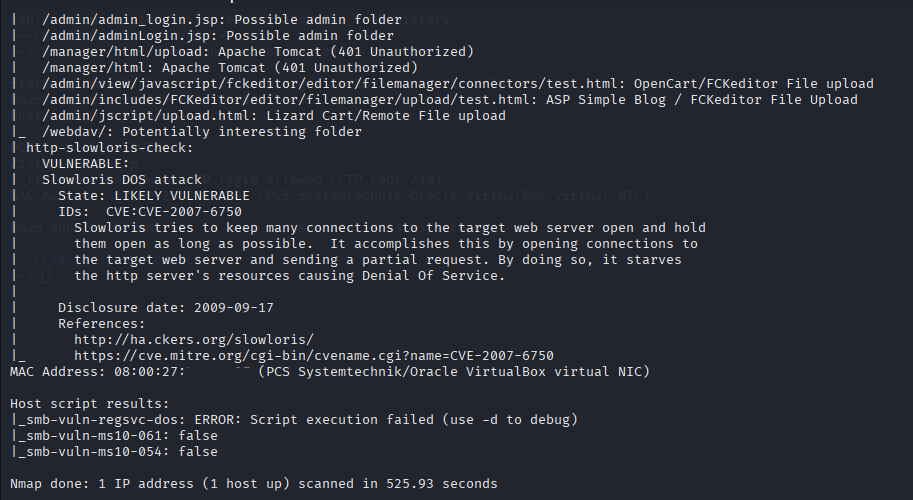 |   /admin/admin_login.jsp: Possible admin folder
|   /admin/adminLogin.jsp: Possible admin folder
|   /manager/html/upload: Apache Tomcat (401 Unauthorized)
|   /manager/html: Apache Tomcat (401 Unauthorized)
|   /admin/view/javascript/fckeditor/editor/filemanager/connectors/test.html: OpenCart/FCKeditor File upload
|   /admin/includes/FCKeditor/editor/filemanager/upload/test.html: ASP Simple Blog / FCKeditor File Upload
|   /admin/jscript/upload.html: Lizard Cart/Remote File upload
|_  /webdav/: Potentially interesting folder
| http-slowloris-check:
|   VULNERABLE:
|   Slowloris DOS attack
|     State: LIKELY VULNERABLE
|     IDs:  CVE:CVE-2007-6750
|       Slowloris tries to keep many connections to the target web server open and hold
|       them open as long as possible.  It accomplishes this by opening connections to
|       the target web server and sending a partial request. By doing so, it starves
|       the http server's resources causing Denial Of Service.
|
|     Disclosure date: 2009-09-17
|     References:
|       http://ha.ckers.org/slowloris/
|_      https://cve.mitre.org/cgi-bin/cvename.cgi?name=CVE-2007-6750
MAC Address: 08:00:27: (PCS Systemtechnik/Oracle VirtualBox virtual NIC)
Host script results:
|_smb-vuln-regsvc-dos: ERROR: Script execution failed (use -d to debug)
|_smb-vuln-ms10-061: false
|_smb-vuln-ms10-054: false
Nmap done: 1 IP address (1 host up) scanned in 525.93 seconds